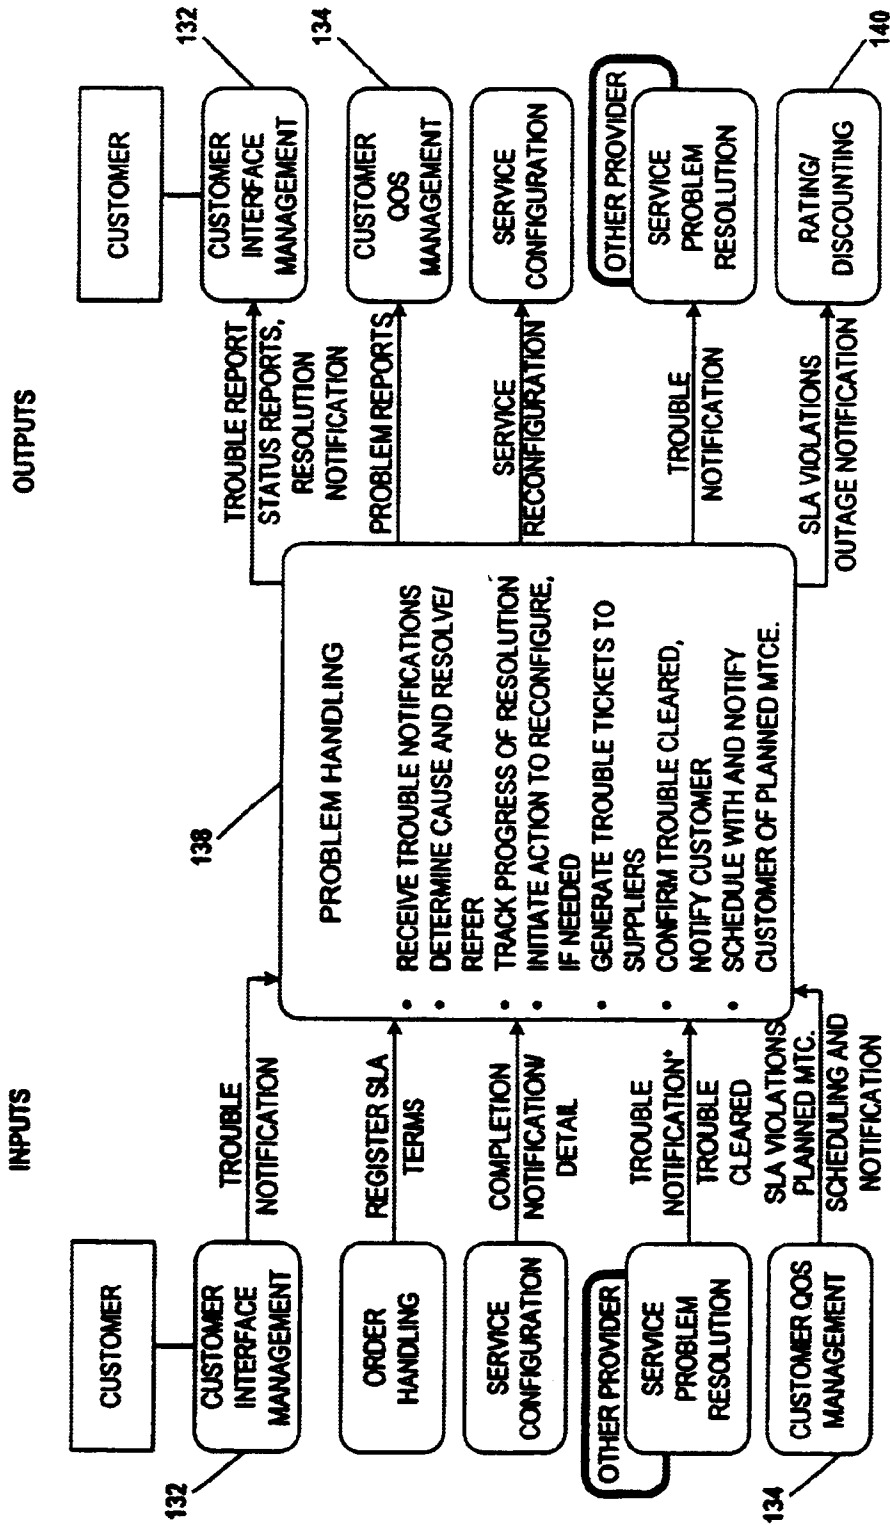 INPUTS
OUTPUTS
CUSTOMER
CUSTOMER
INTERFACE
MANAGEMENT
132
TROUBLE
NOTIFICATION
ORDER
HANDLING
REGISTER SLA
TERMS
SERVICE
CONFIGURATION
COMPLETION
NOTIFICATION/
DETAIL
OTHER PROVIDER
SERVICE
PROBLEM
RESOLUTION
TROUBLE
NOTIFICATION*
TROUBLE
CLEARED
CUSTOMER QOS
MANAGEMENT
134
SLA VIOLATIONS
PLANNED MTC.
SCHEDULING AND
NOTIFICATION
138
PROBLEM HANDLING
• RECEIVE TROUBLE NOTIFICATIONS
• DETERMINE CAUSE AND RESOLVE/
REFER
• TRACK PROGRESS OF RESOLUTION
• INITIATE ACTION TO RECONFIGURE,
IF NEEDED
• GENERATE TROUBLE TICKETS TO
SUPPLIERS
• CONFIRM TROUBLE CLEARED,
NOTIFY CUSTOMER
• SCHEDULE WITH AND NOTIFY
CUSTOMER OF PLANNED MTCE.
TROUBLE REPORT
STATUS REPORTS,
RESOLUTION
NOTIFICATION
CUSTOMER
CUSTOMER
INTERFACE
MANAGEMENT
132
PROBLEM REPORTS
CUSTOMER
QOS
MANAGEMENT
134
SERVICE
RECONFIGURATION
SERVICE
CONFIGURATION
TROUBLE
NOTIFICATION
OTHER PROVIDER
SERVICE
PROBLEM
RESOLUTION
SLA VIOLATIONS
OUTAGE NOTIFICATION
RATING/
DISCOUNTING
140